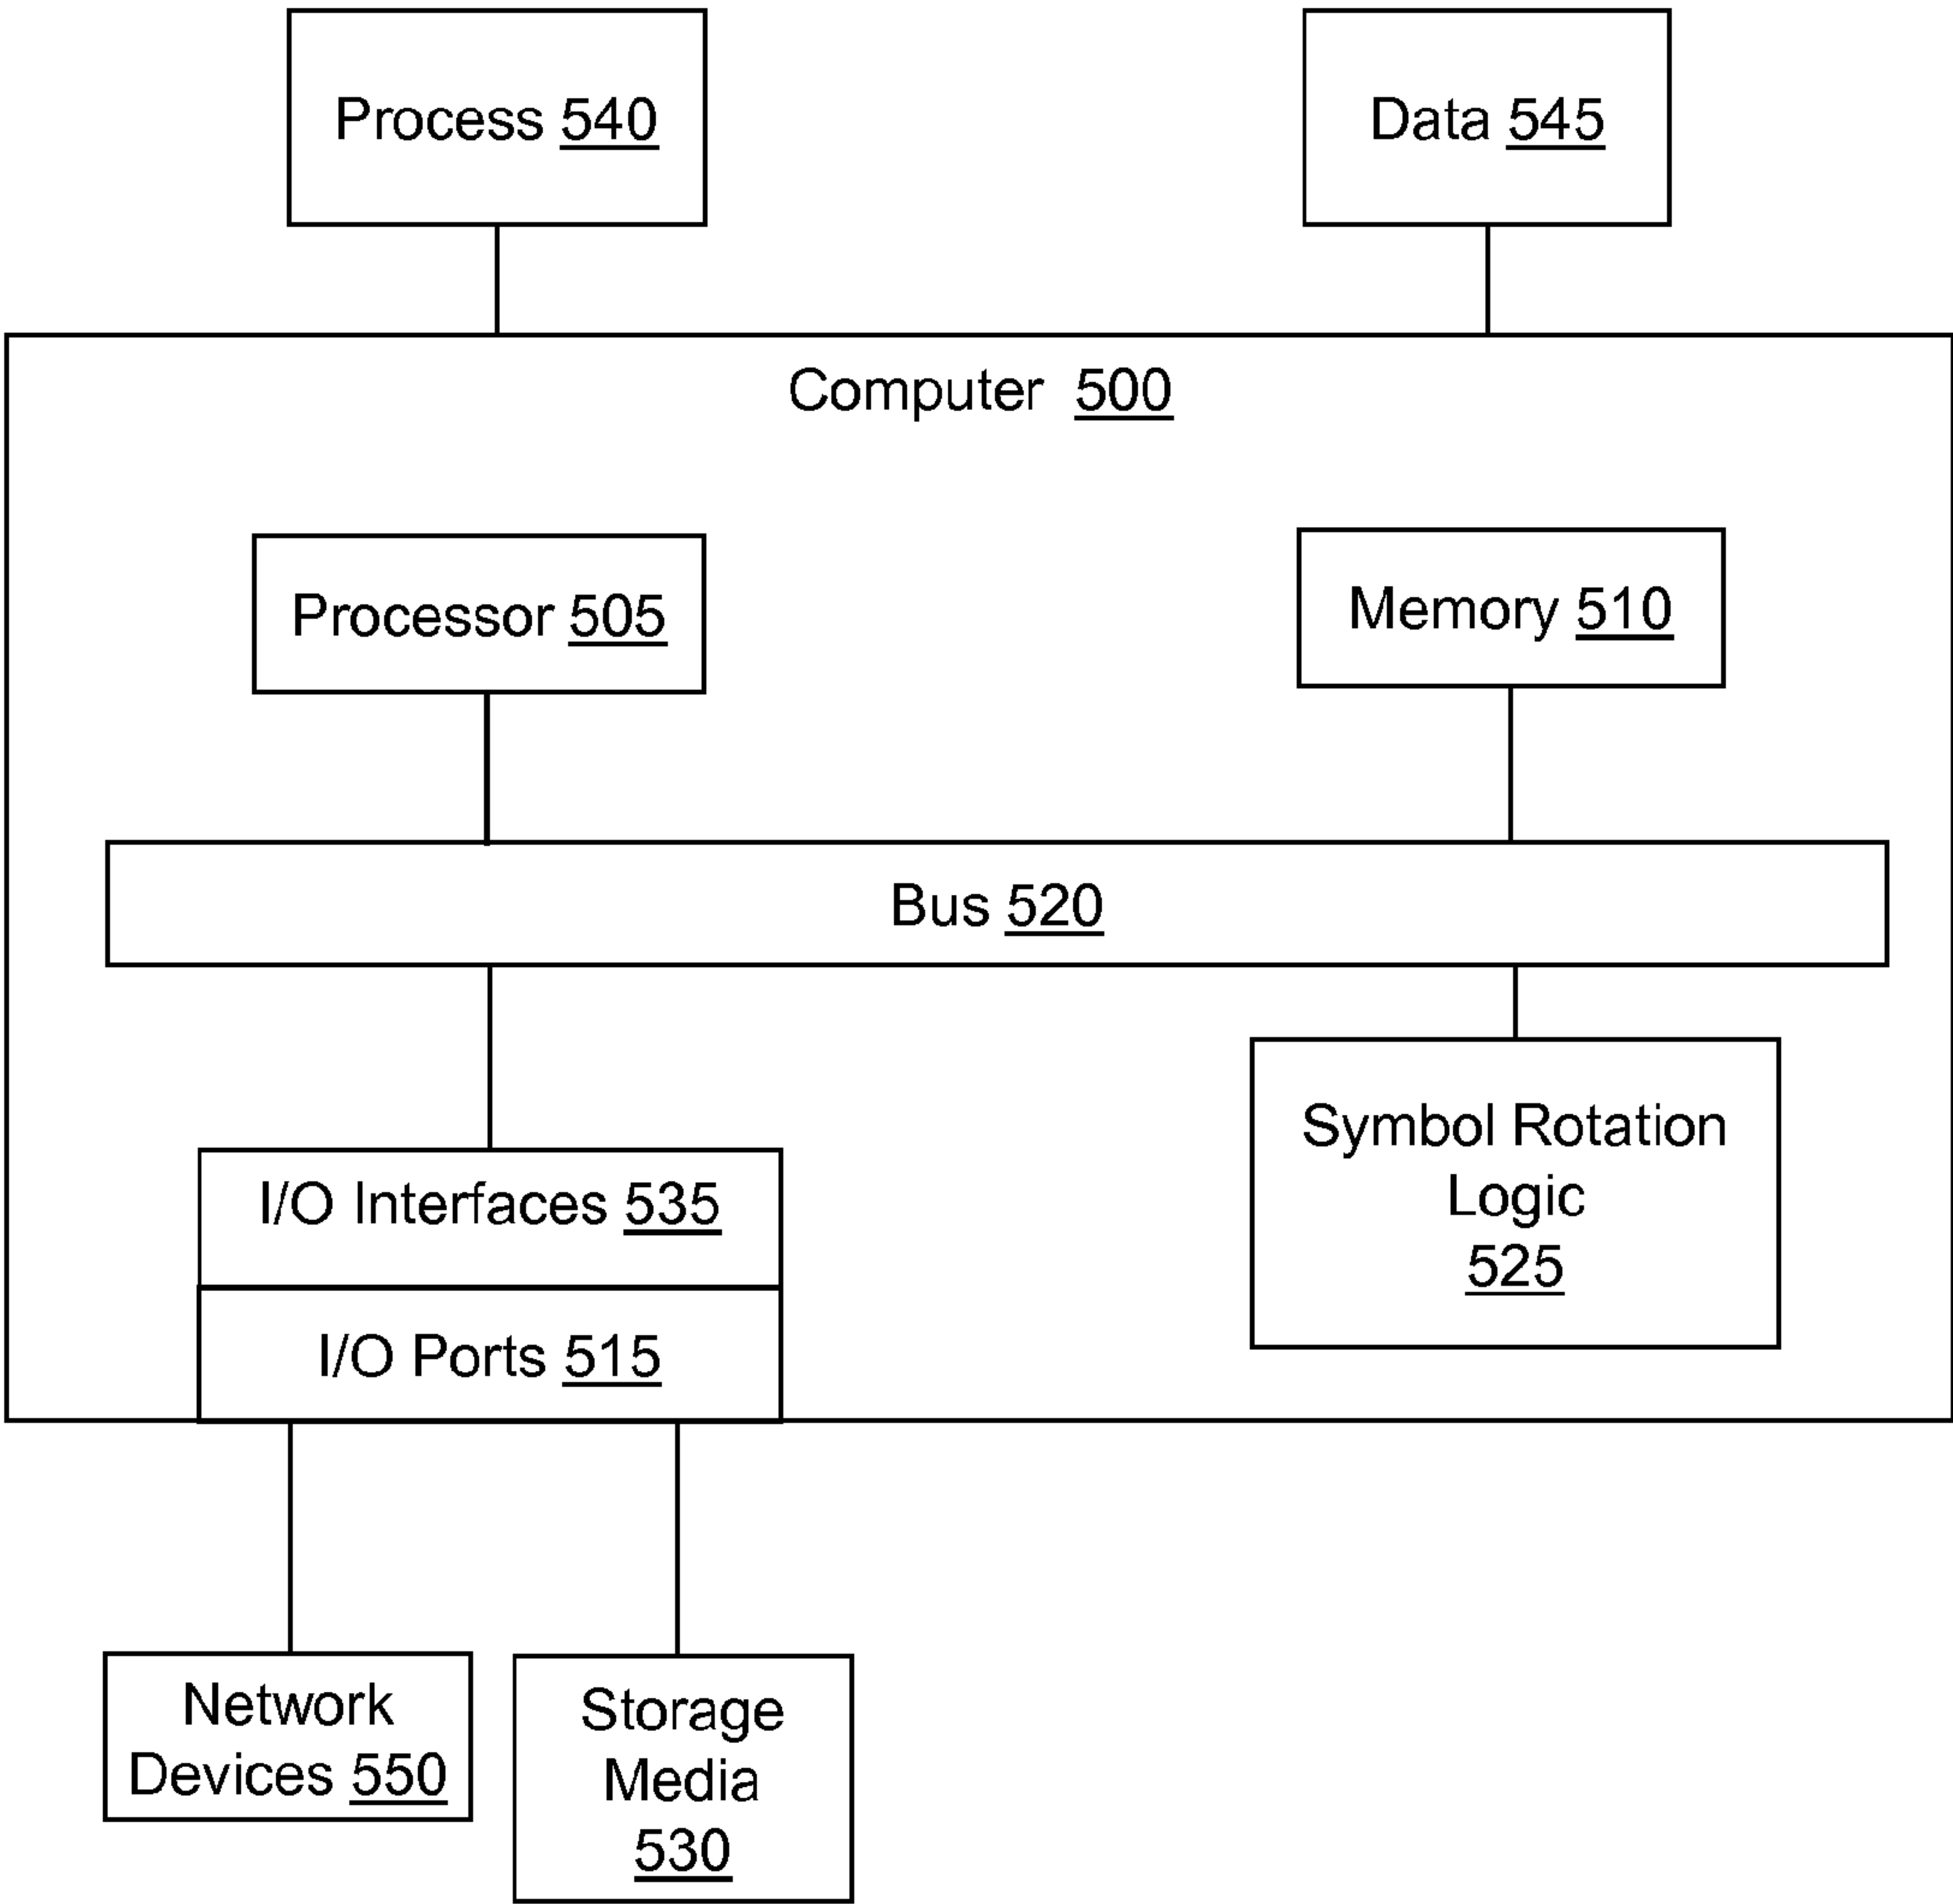 Process 540
Data 545
Computer 500
Processor 505
Memory 510
Bus 520
Symbol Rotation
Logic
525
I/O Interfaces 535
I/O Ports 515
Network
Devices 550
Storage
Media
530